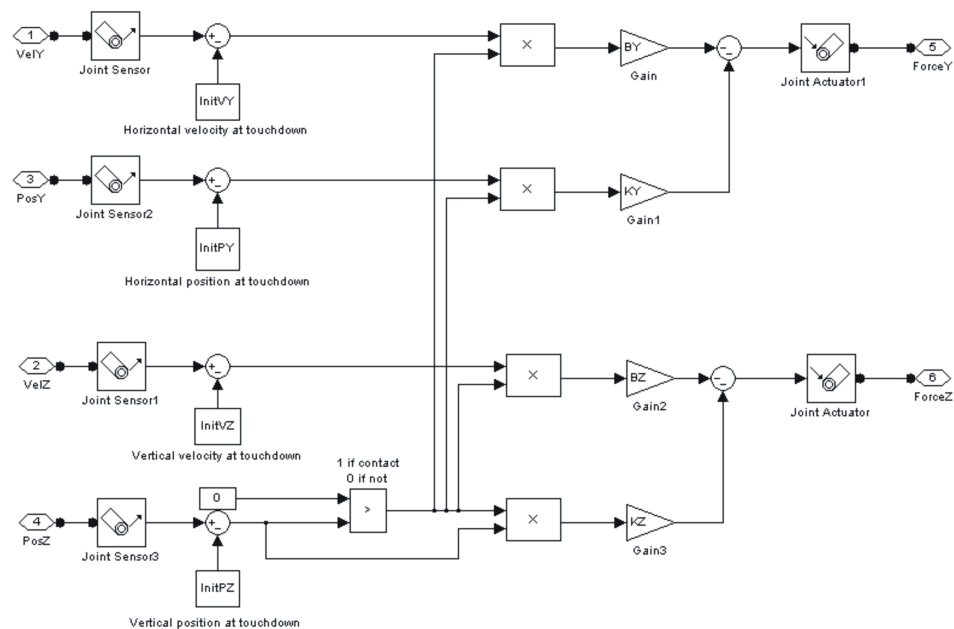 1
VelY
Joint Sensor
InitVY
Horizontal velocity at touchdown
×
BY
Gain
Joint Actuator1
5
ForceY
3
PosY
Joint Sensor2
InitPY
Horizontal position at touchdown
×
KY
Gain1
2
VelZ
Joint Sensor1
InitVZ
Vertical velocity at touchdown
×
BZ
Gain2
Joint Actuator
6
ForceZ
1 if contact
0 if not
0
>
4
PosZ
Joint Sensor3
InitPZ
Vertical position at touchdown
×
KZ
Gain3